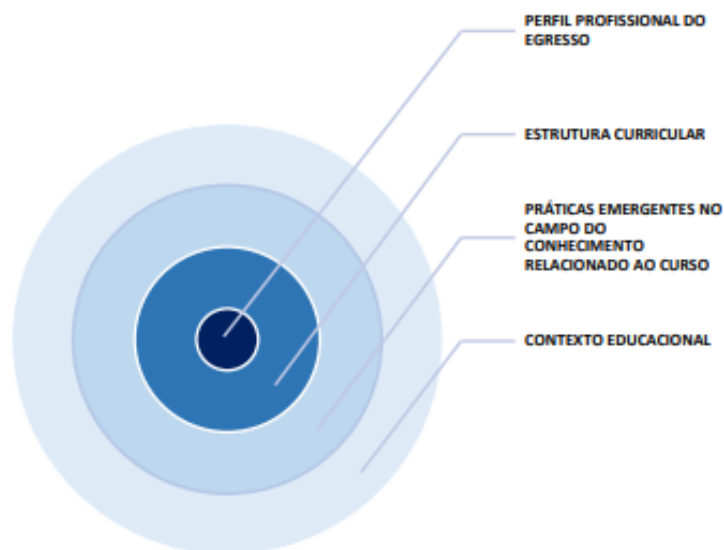 PERFIL PROFISSIONAL DO
EGRESSO
ESTRUTURA CURRICULAR
PRÁTICAS EMERGENTES NO
CAMPO DO
CONHECIMENTO
RELACIONADO AO CURSO
CONTEXTO EDUCACIONAL